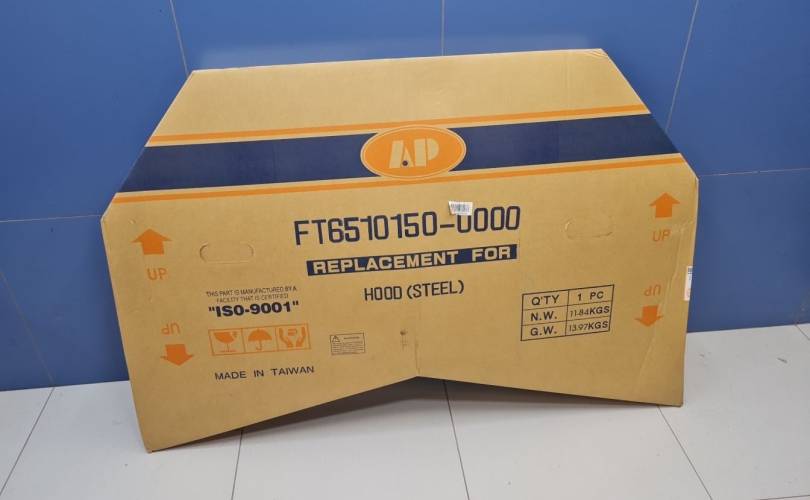 AP
FT6510150-0000
REPLACEMENT FOR
HOOD (STEEL)
UP
UP
THIS PART IS MANUFACTURED BY A
FACILITY THAT IS CERTIFIED
"ISO-9001"
MADE IN TAIWAN
Q'TY 1 PC
N.W. 11.84KGS
G.W. 13.97KGS
UP
UP